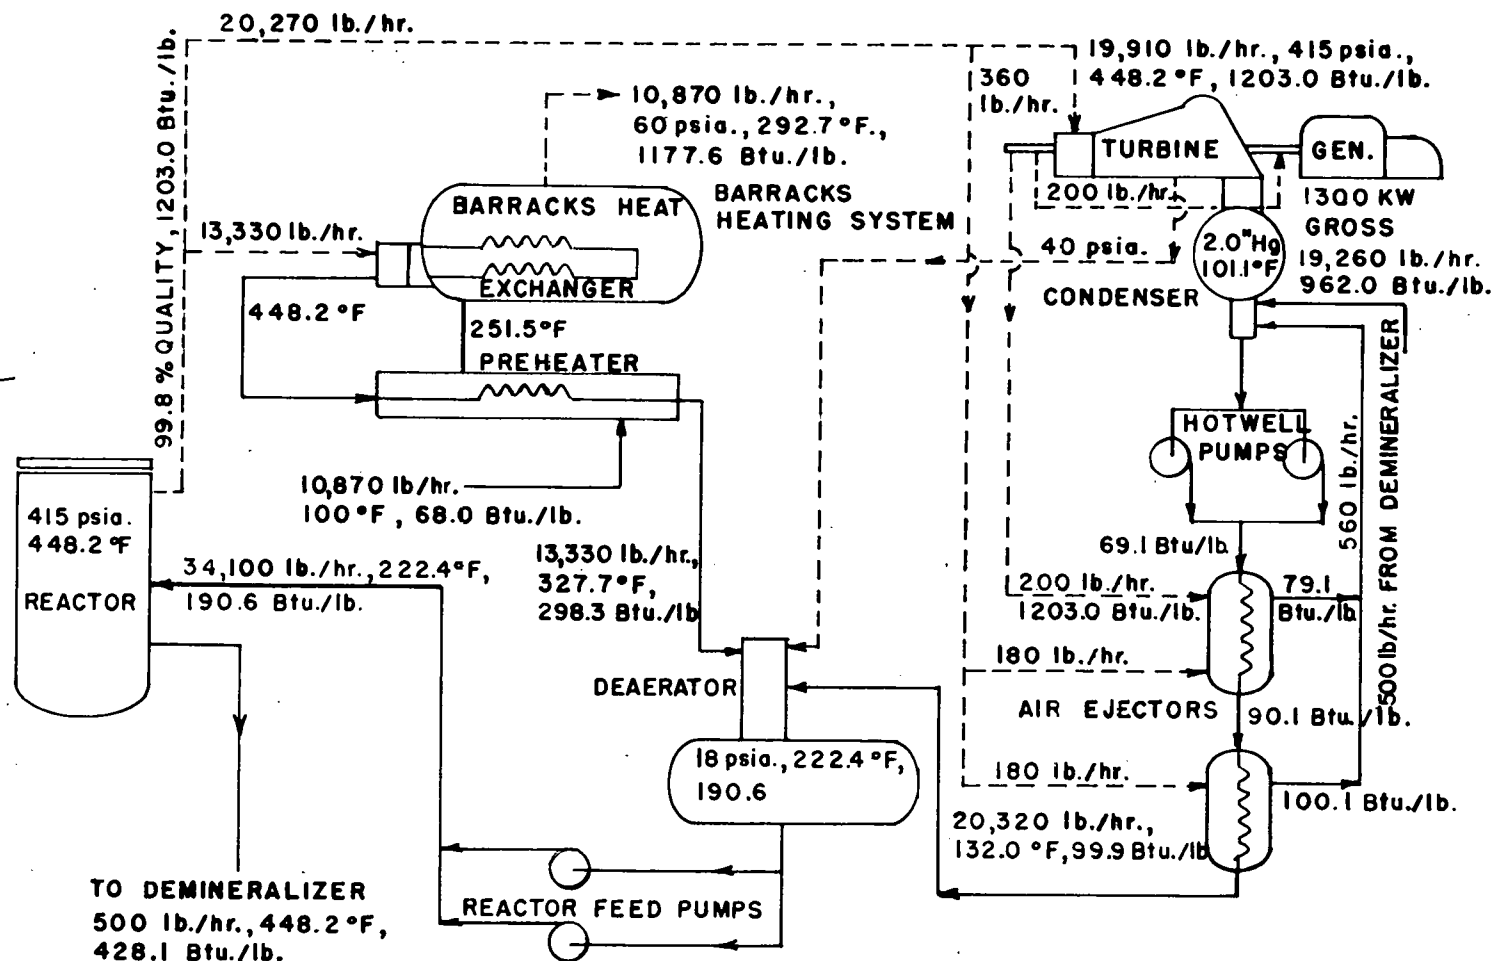 20,270 lb./hr.
99.8 % QUALITY, 1203.0 Btu./lb.
19,910 lb./hr., 415 psia.,
448.2 °F, 1203.0 Btu./lb.
360
lb./hr.
10,870 lb./hr.,
60 psia., 292.7 °F.,
1177.6 Btu./lb.
TURBINE
GEN.
BARRACKS HEAT
EXCHANGER
BARRACKS
HEATING SYSTEM
200 lb./hr.
1300 KW
GROSS
19,260 lb./hr.
962.0 Btu./lb.
13,330 lb./hr.
40 psia.
2.0"Hg
101.1°F
CONDENSER
448.2 °F
251.5°F
PREHEATER
HOTWELL
PUMPS
560 lb./hr.
500 lb/hr. FROM DEMINERALIZER
10,870 lb/hr.
100 °F , 68.0 Btu./lb.
415 psia.
448.2 °F
REACTOR
34,100 lb./hr., 222.4°F,
190.6 Btu./lb.
13,330 lb./hr.,
327.7°F,
298.3 Btu./lb
69.1 Btu/lb.
200 lb./hr.
1203.0 Btu./lb.
79.1
Btu./lb.
180 lb./hr.
DEAERATOR
AIR EJECTORS
90.1 Btu./lb.
18 psia., 222.4 °F,
190.6
180 lb./hr.
100.1 Btu./lb.
20,320 lb./hr.,
132.0 °F, 99.9 Btu./lb
TO DEMINERALIZER
500 lb./hr., 448.2 °F,
428.1 Btu./lb.
REACTOR FEED PUMPS